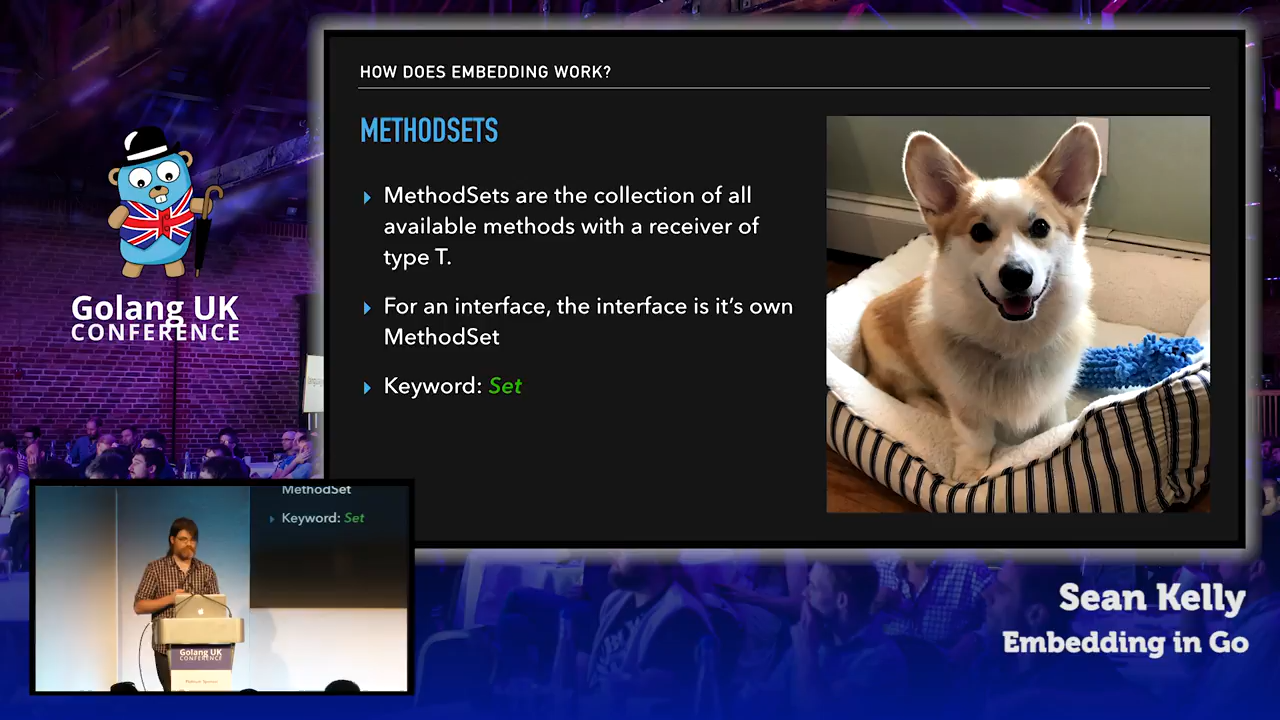 HOW DOES EMBEDDING WORK?
METHODSETS
MethodSets are the collection of all
available methods with a receiver of
type T.
For an interface, the interface is it's own
MethodSet
Keyword: Set
Golang UK
CONFERENCE
MethodSet
Keyword: Set
Golang UK
CONFERENCE
Sean Kelly
Embedding in Go